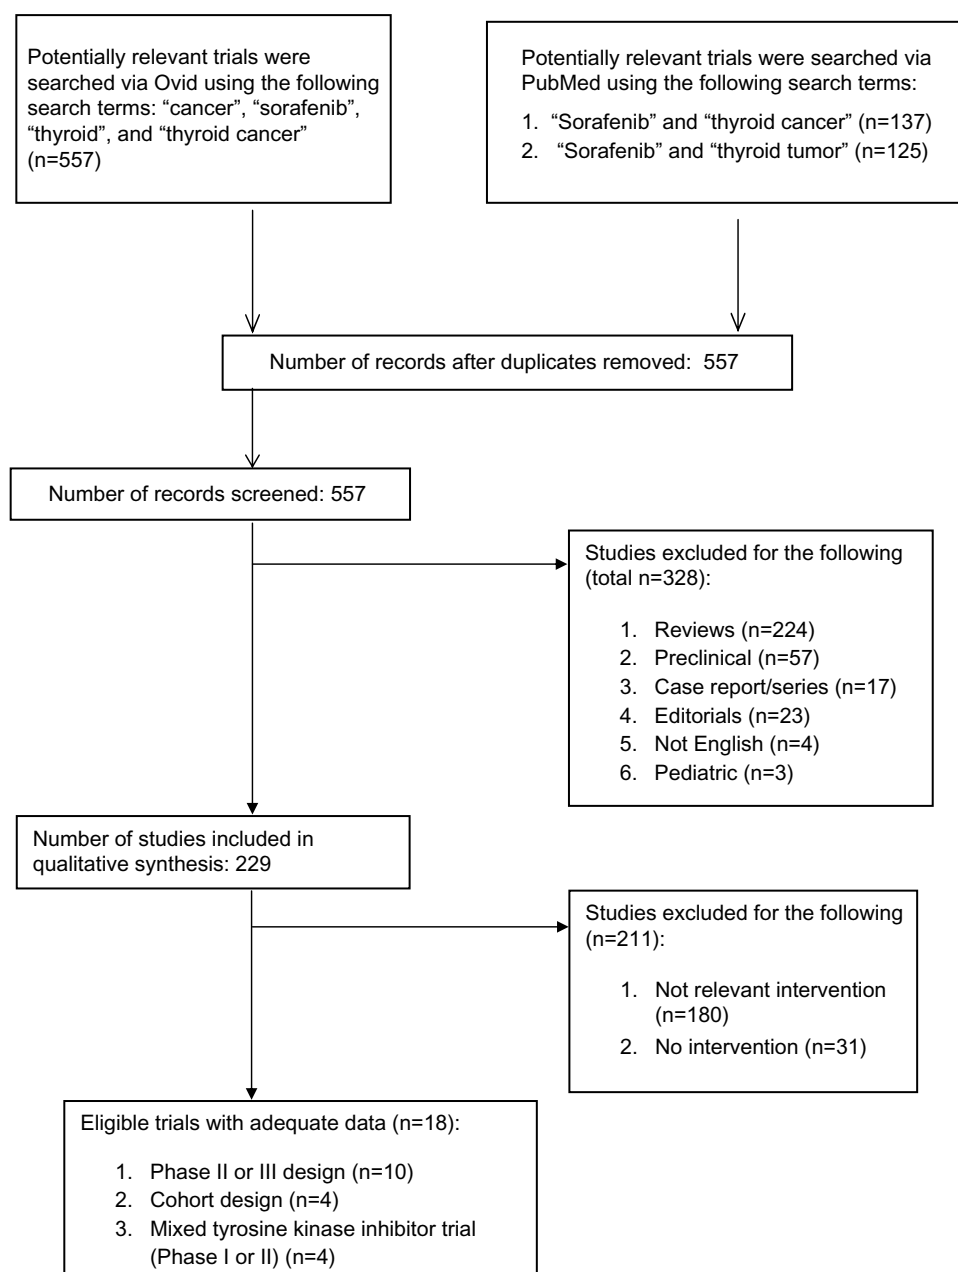 Potentially relevant trials were
searched via Ovid using the following
search terms: “cancer”, “sorafenib”,
“thyroid”, and “thyroid cancer”
(n=557)
Potentially relevant trials were searched via
PubMed using the following search terms:
1. “Sorafenib” and “thyroid cancer” (n=137)
2. “Sorafenib” and “thyroid tumor” (n=125)
Number of records after duplicates removed: 557
Number of records screened: 557
Studies excluded for the following
(total n=328):
1. Reviews (n=224)
2. Preclinical (n=57)
3. Case report/series (n=17)
4. Editorials (n=23)
5. Not English (n=4)
6. Pediatric (n=3)
Number of studies included in
qualitative synthesis: 229
Studies excluded for the following
(n=211):
1. Not relevant intervention
(n=180)
2. No intervention (n=31)
Eligible trials with adequate data (n=18):
1. Phase II or III design (n=10)
2. Cohort design (n=4)
3. Mixed tyrosine kinase inhibitor trial
(Phase I or II) (n=4)